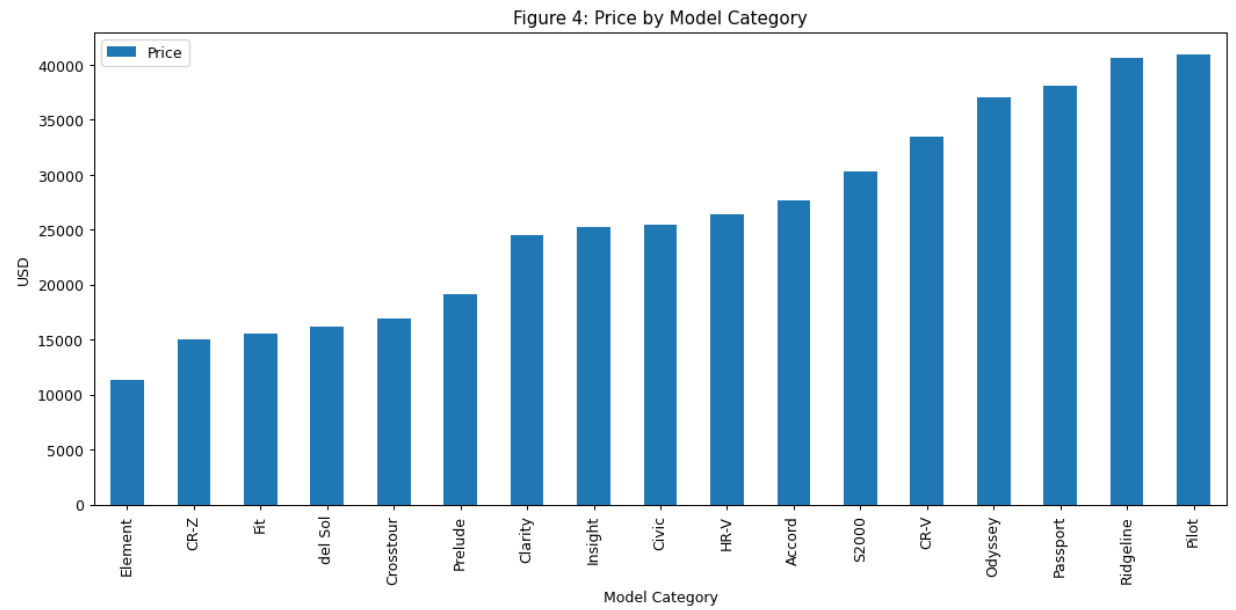 Figure 4: Price by Model Category
Price
40000
35000
30000
25000
20000
15000
10000
5000
0
USD
Element
CR-Z
Fit
del Sol
Crosstour
Prelude
Clarity
Insight
Civic
HR-V
Accord
S2000
CR-V
Odyssey
Passport
Ridgeline
Pilot
Model Category